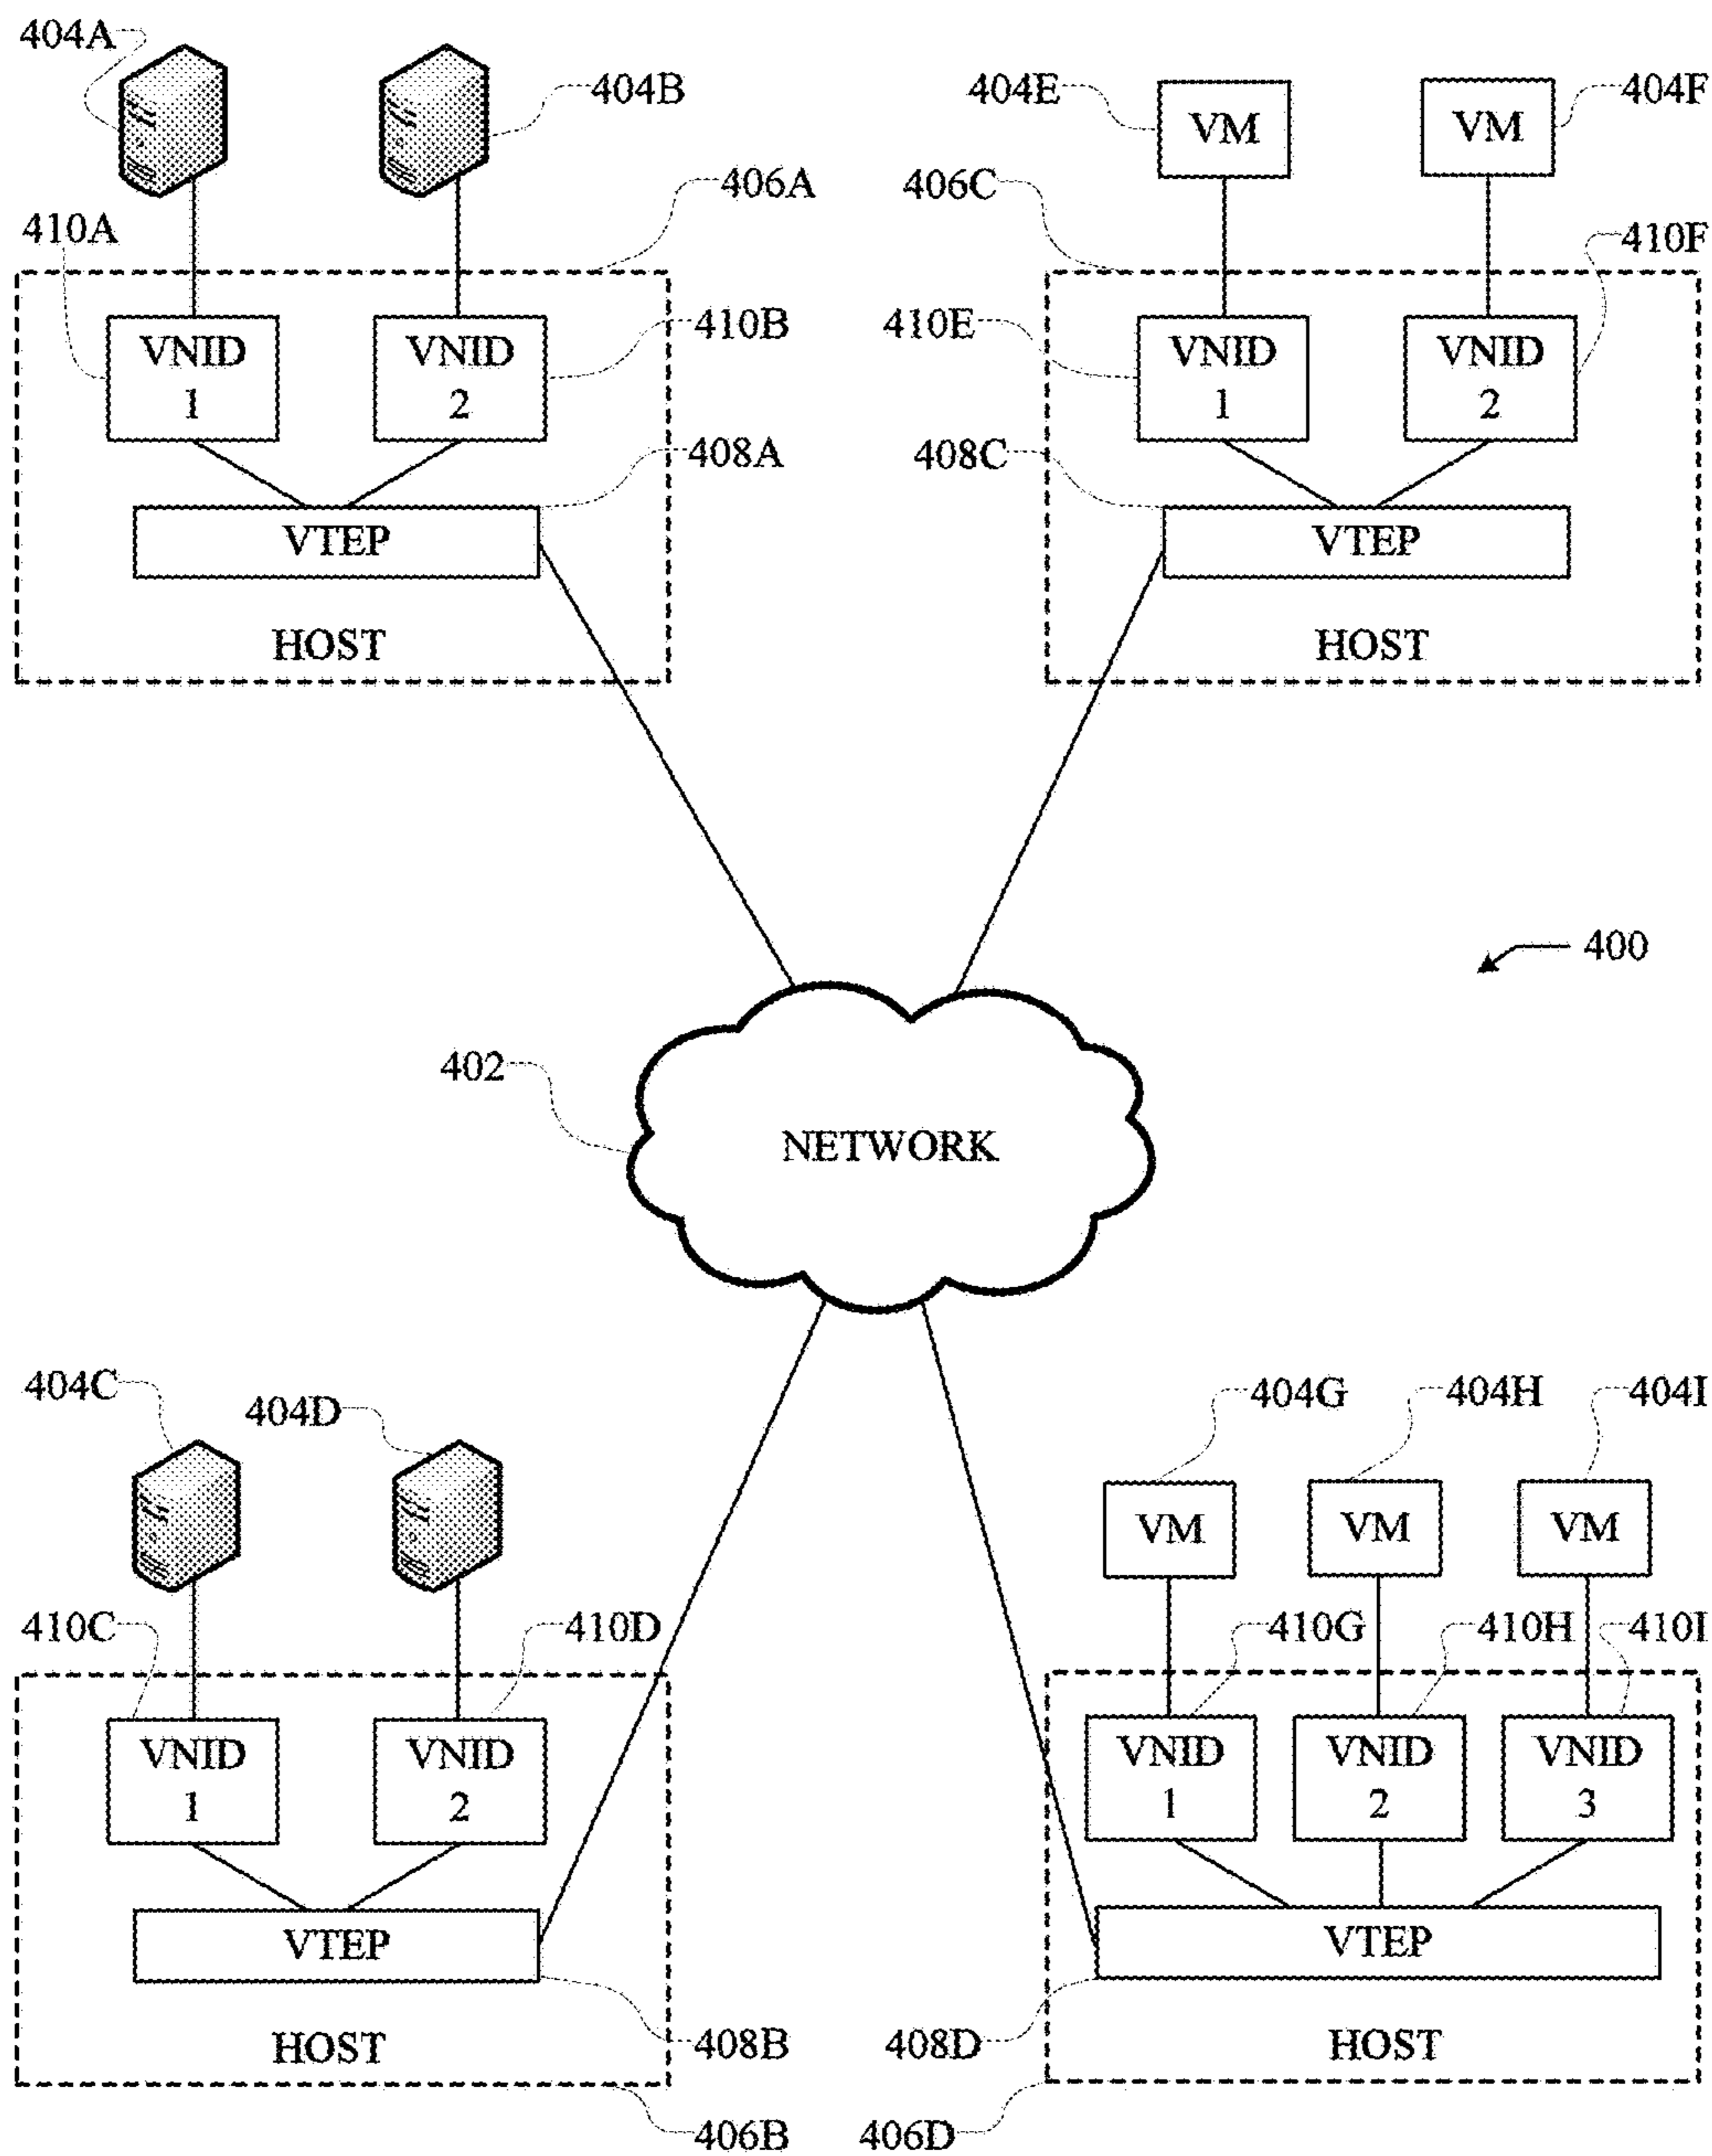 404A
404B
404E
VM
VM
404F
406A
406C
410A
410F
VNID
1
VNID
2
410B
410E
VNID
1
VNID
2
408A
408C
VTEP
VTEP
HOST
HOST
400
402
NETWORK
404C
404D
404G
404H
404I
VM
VM
VM
410C
410D
410G
410H
410I
VNID
1
VNID
2
VNID
1
VNID
2
VNID
3
VTEP
VTEP
HOST
408B
408D
HOST
406B
406D